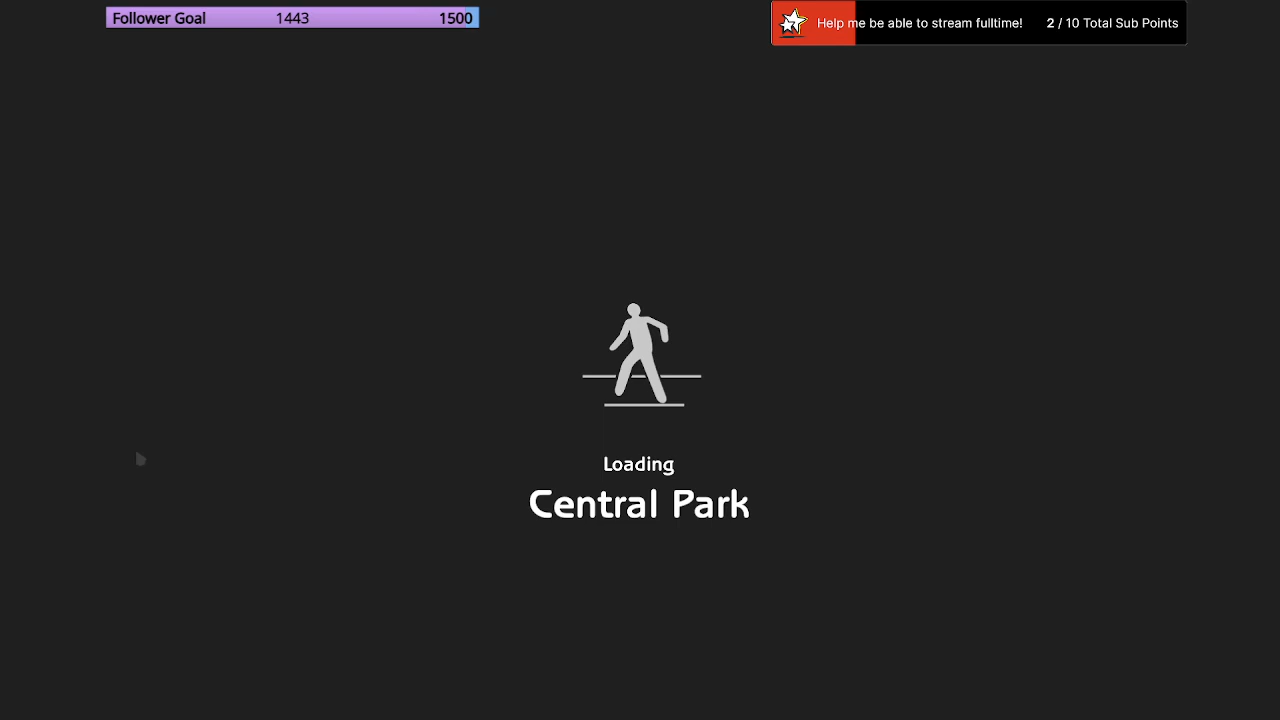 Follower Goal 1443 1500
Help me be able to stream fulltime! 2 / 10 Total Sub Points
Loading
Central Park